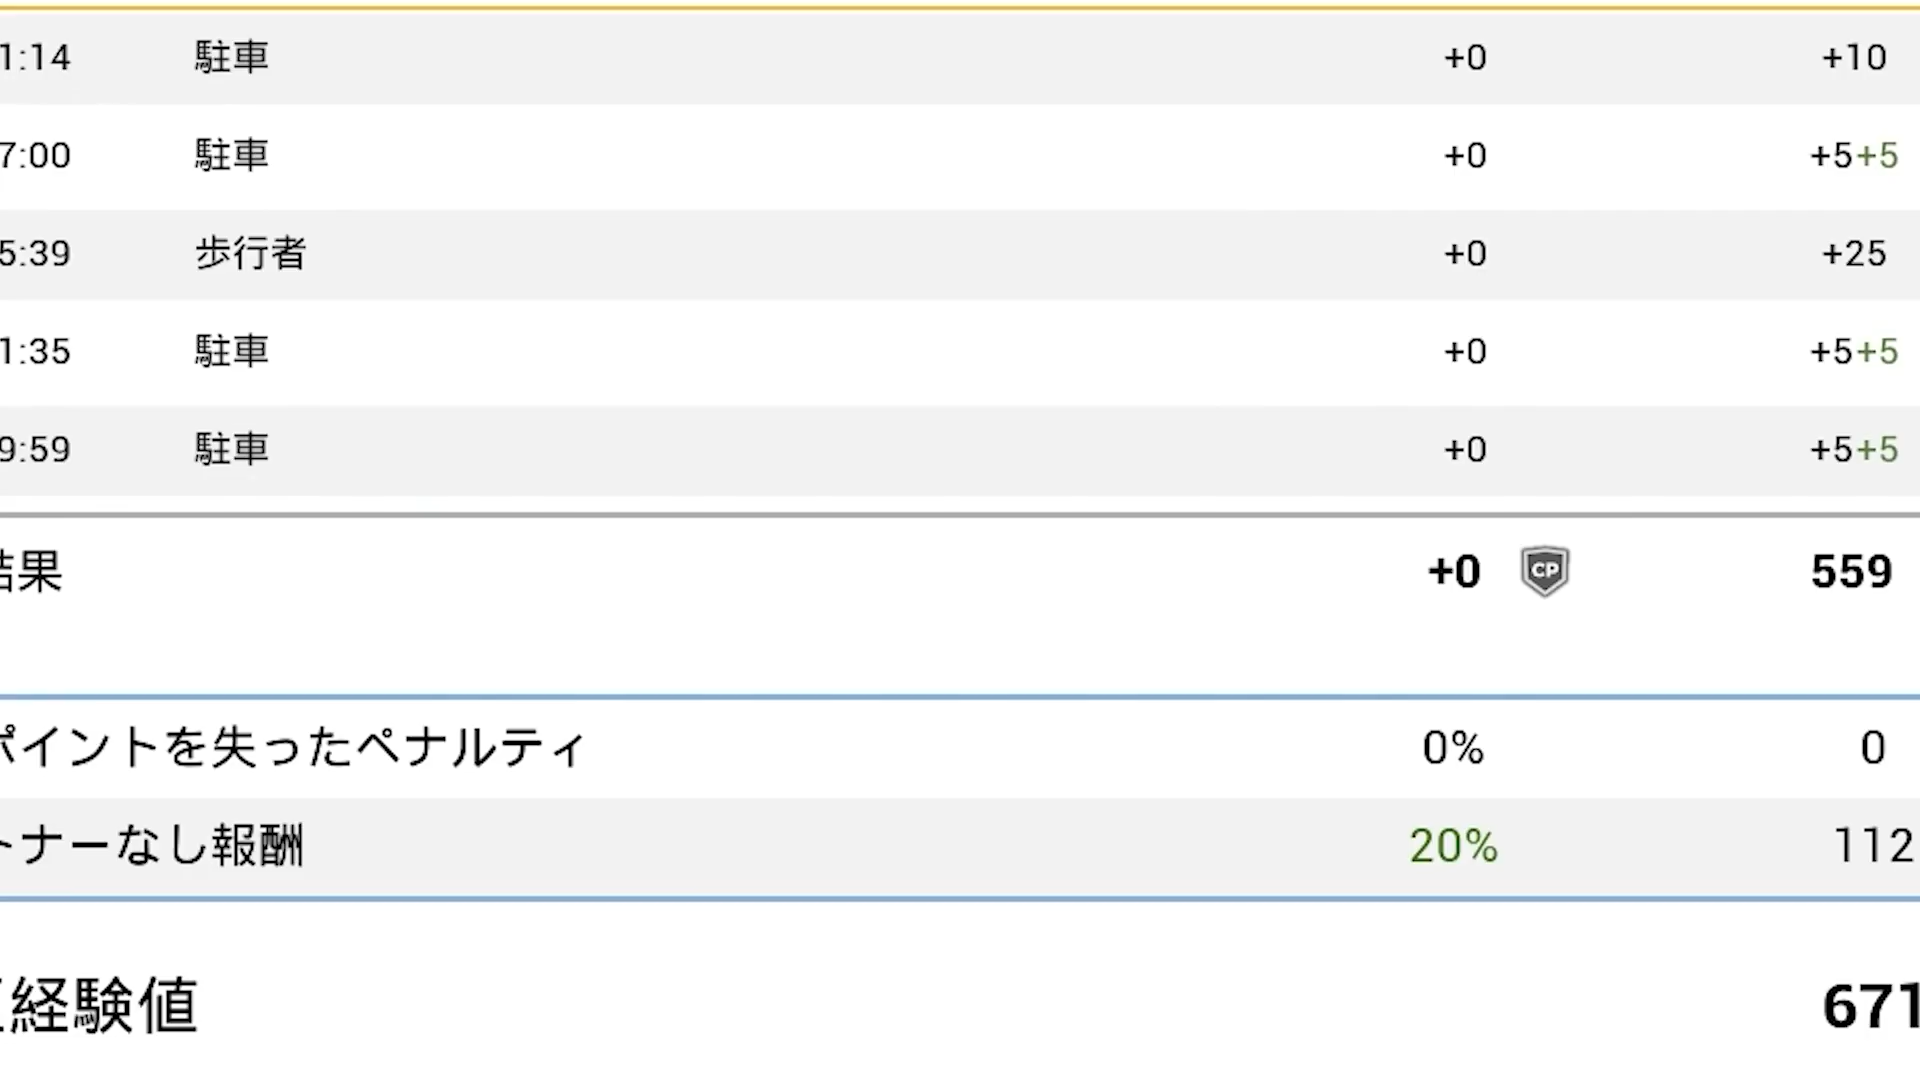 1:14 駐車 +0 +10
7:00 駐車 +0 +5+5
5:39 歩行者 +0 +25
1:35 駐車 +0 +5+5
9:59 駐車 +0 +5+5
結果 +0 CP 559
ポイントを失ったペナルティ 0% 0
トナーなし報酬 20% 112
経験値 671